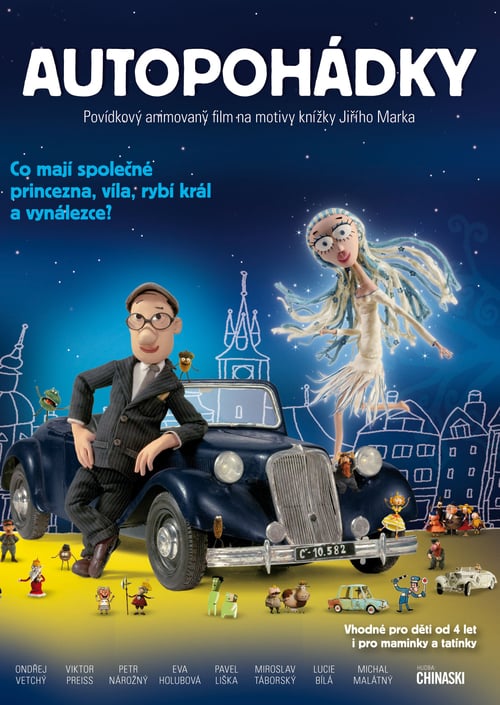 AUTOPOHÁDKY
Povídkový animovaný film na motivy knížky Jiřího Marka
Co mají společné
princezna, víla, rybí král
a vynálezce?
C-10.582
Vhodné pro děti od 4 let
i pro maminky a tatínky
ONDŘEJ VETCHÝ
VIKTOR PREISS
PETR NÁROŽNÝ
EVA HOLUBOVÁ
PAVEL LIŠKA
MIROSLAV TÁBORSKÝ
LUCIE BÍLÁ
MICHAL MALÁTNÝ
HUDBA: CHINASKI